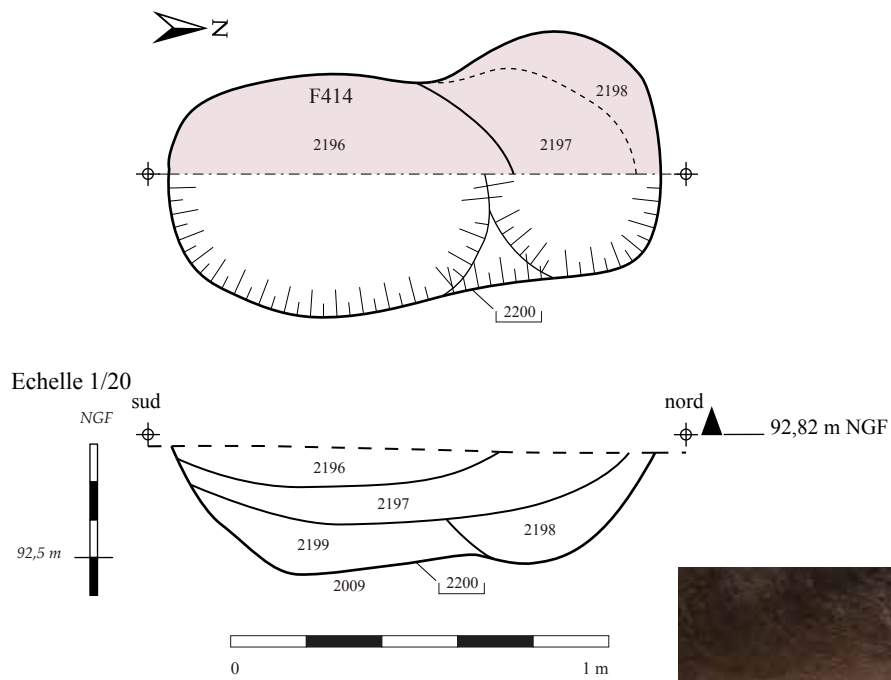 N
F414
2198
2196
2197
2200
Echelle 1/20
sud
nord
NGF
92,82 m NGF
2196
2197
2198
92,5 m
2199
2009
2200
0
1 m